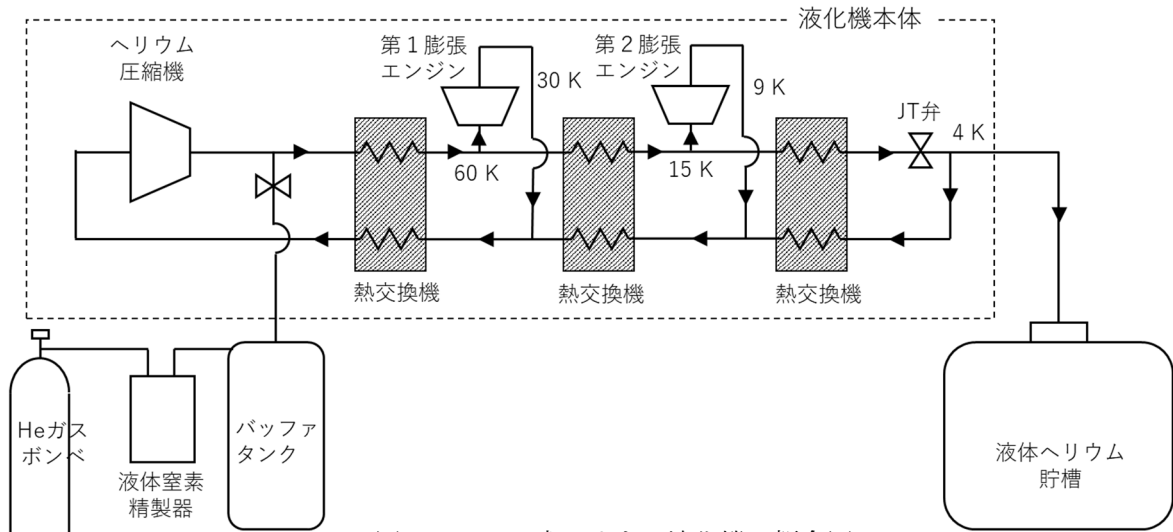 液化機本体
ヘリウム
圧縮機
第１膨張
エンジン
30 K
第２膨張
エンジン
9 K
JT弁
4 K
60 K
15 K
熱交換機
熱交換機
熱交換機
Heガス
ボンベ
液体窒素
精製器
バッファ
タンク
液体ヘリウム
貯槽